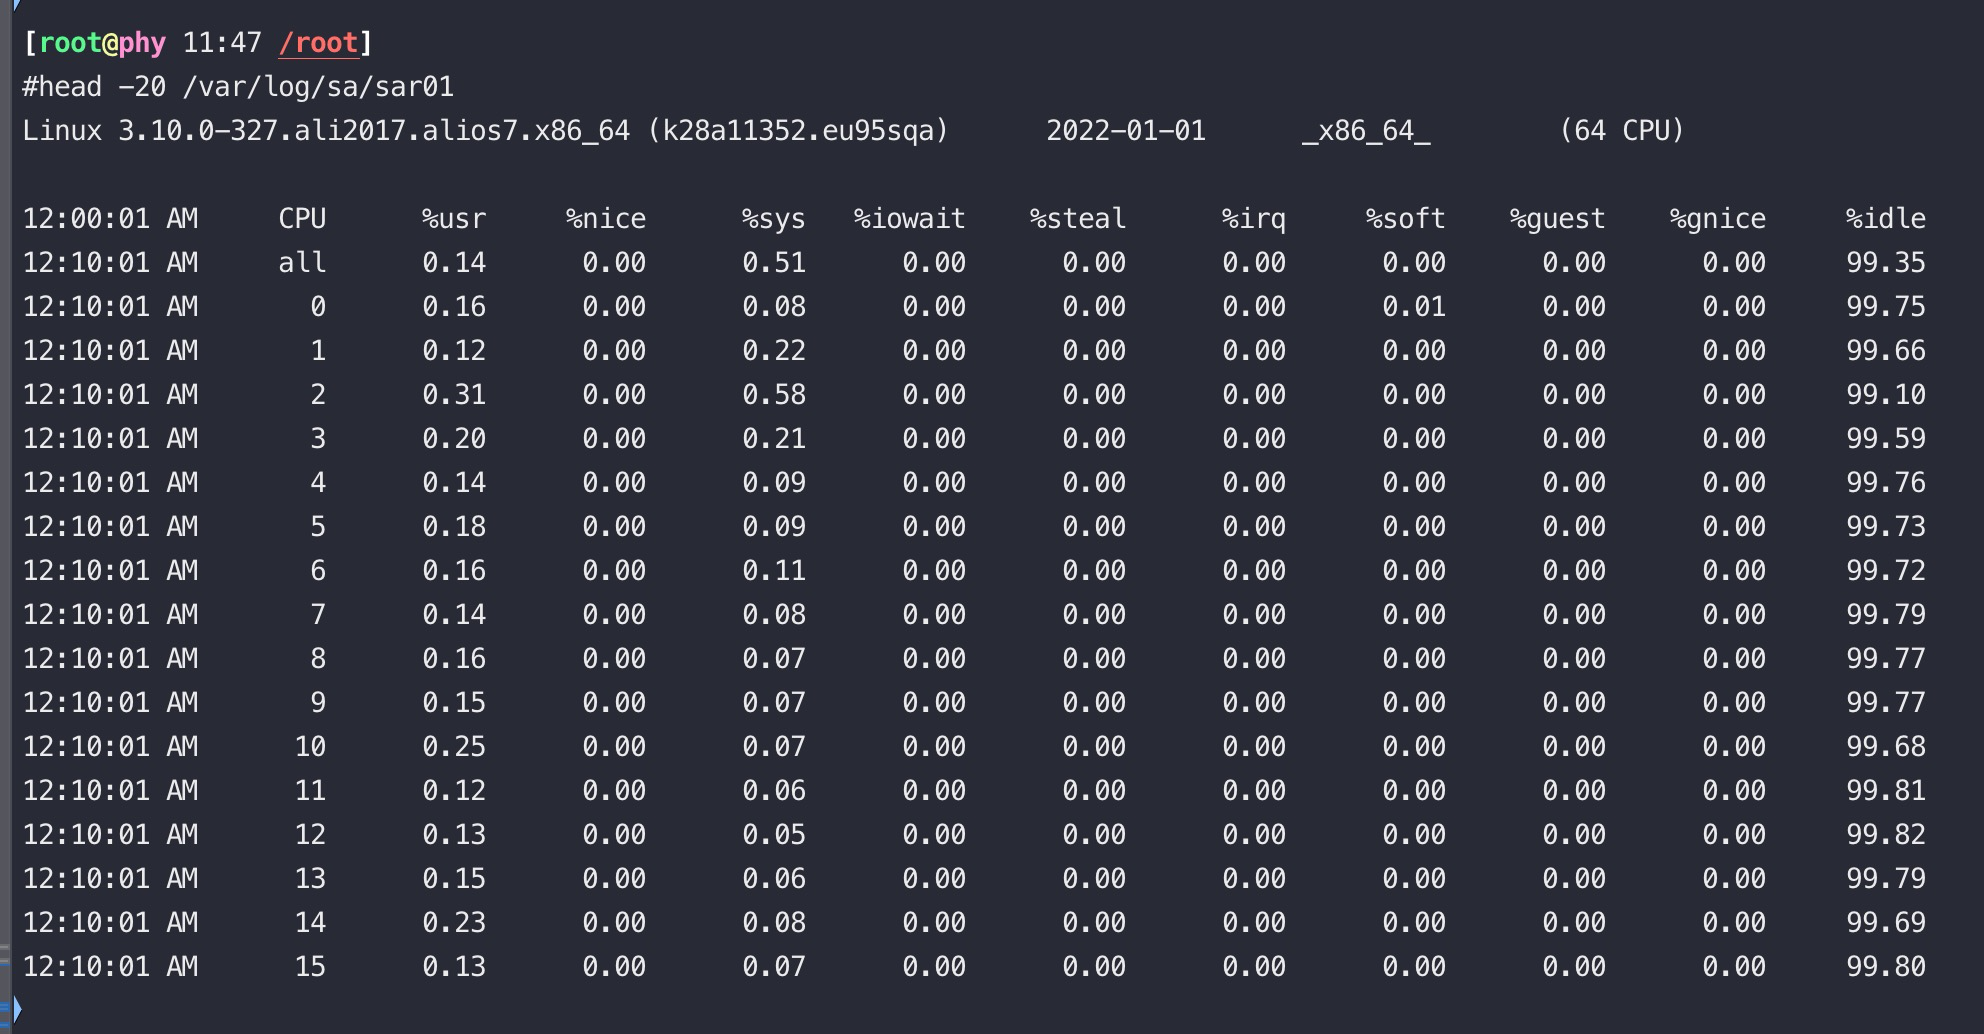 [root@phy 11:47 /root]
#head -20 /var/log/sa/sar01
Linux 3.10.0-327.ali2017.alios7.x86_64 (k28a11352.eu95sqa)      2022-01-01      _x86_64_        (64 CPU)

12:00:01 AM     CPU      %usr     %nice      %sys   %iowait    %steal      %irq     %soft    %guest    %gnice     %idle
12:10:01 AM     all      0.14      0.00      0.51      0.00      0.00      0.00      0.00      0.00      0.00     99.35
12:10:01 AM       0      0.16      0.00      0.08      0.00      0.00      0.00      0.01      0.00      0.00     99.75
12:10:01 AM       1      0.12      0.00      0.22      0.00      0.00      0.00      0.00      0.00      0.00     99.66
12:10:01 AM       2      0.31      0.00      0.58      0.00      0.00      0.00      0.00      0.00      0.00     99.10
12:10:01 AM       3      0.20      0.00      0.21      0.00      0.00      0.00      0.00      0.00      0.00     99.59
12:10:01 AM       4      0.14      0.00      0.09      0.00      0.00      0.00      0.00      0.00      0.00     99.76
12:10:01 AM       5      0.18      0.00      0.09      0.00      0.00      0.00      0.00      0.00      0.00     99.73
12:10:01 AM       6      0.16      0.00      0.11      0.00      0.00      0.00      0.00      0.00      0.00     99.72
12:10:01 AM       7      0.14      0.00      0.08      0.00      0.00      0.00      0.00      0.00      0.00     99.79
12:10:01 AM       8      0.16      0.00      0.07      0.00      0.00      0.00      0.00      0.00      0.00     99.77
12:10:01 AM       9      0.15      0.00      0.07      0.00      0.00      0.00      0.00      0.00      0.00     99.77
12:10:01 AM      10      0.25      0.00      0.07      0.00      0.00      0.00      0.00      0.00      0.00     99.68
12:10:01 AM      11      0.12      0.00      0.06      0.00      0.00      0.00      0.00      0.00      0.00     99.81
12:10:01 AM      12      0.13      0.00      0.05      0.00      0.00      0.00      0.00      0.00      0.00     99.82
12:10:01 AM      13      0.15      0.00      0.06      0.00      0.00      0.00      0.00      0.00      0.00     99.79
12:10:01 AM      14      0.23      0.00      0.08      0.00      0.00      0.00      0.00      0.00      0.00     99.69
12:10:01 AM      15      0.13      0.00      0.07      0.00      0.00      0.00      0.00      0.00      0.00     99.80